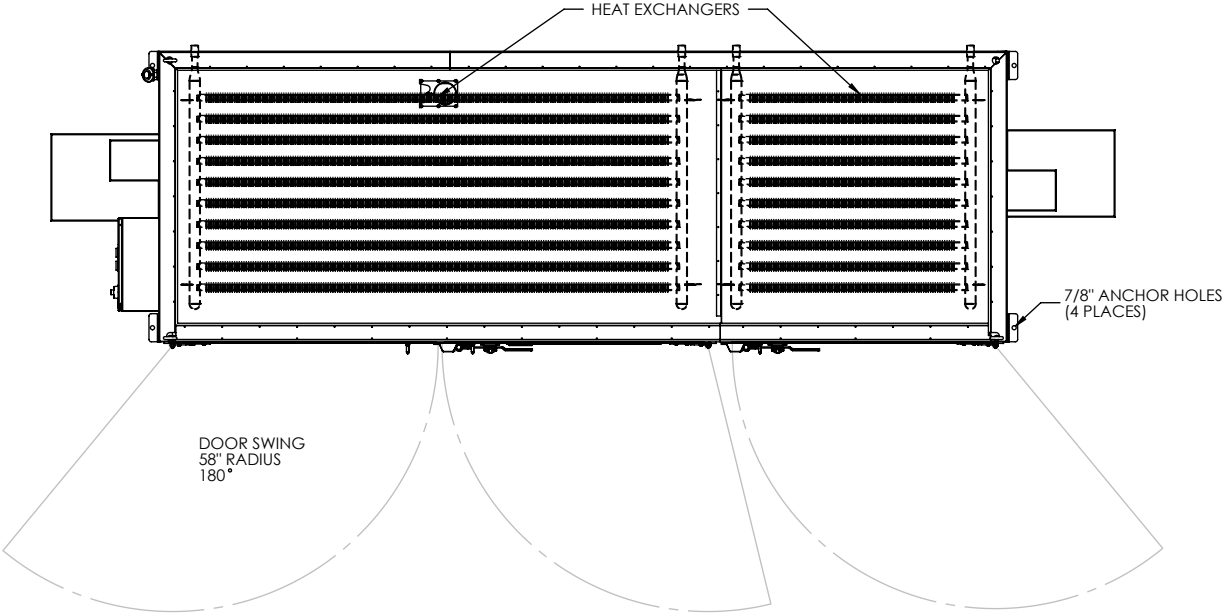 HEAT EXCHANGERS
7/8" ANCHOR HOLES
(4 PLACES)
DOOR SWING
58" RADIUS
180°